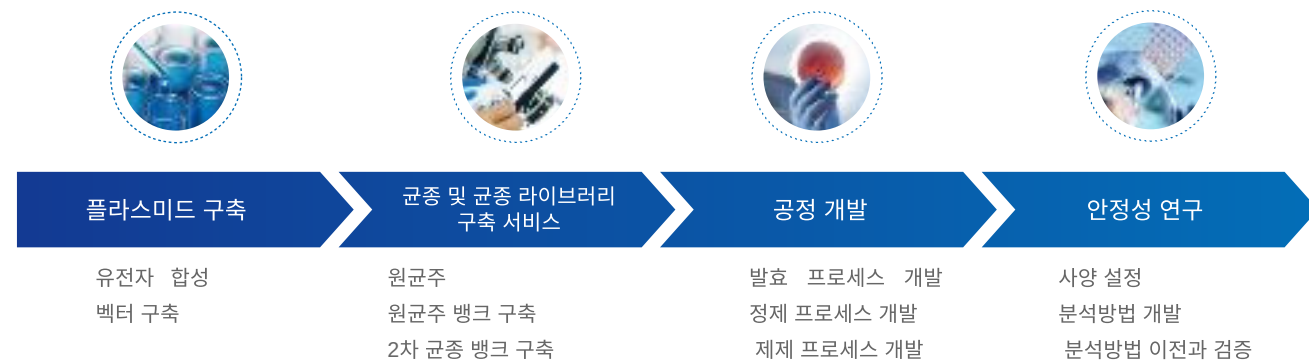 플라스미드 구축
균종 및 균종 라이브러리
구축 서비스
공정 개발
안정성 연구
유전자 합성
벡터 구축
원균주
원균주 뱅크 구축
2차 균종 뱅크 구축
발효 프로세스 개발
정제 프로세스 개발
제제 프로세스 개발
사양 설정
분석방법 개발
분석방법 이전과 검증